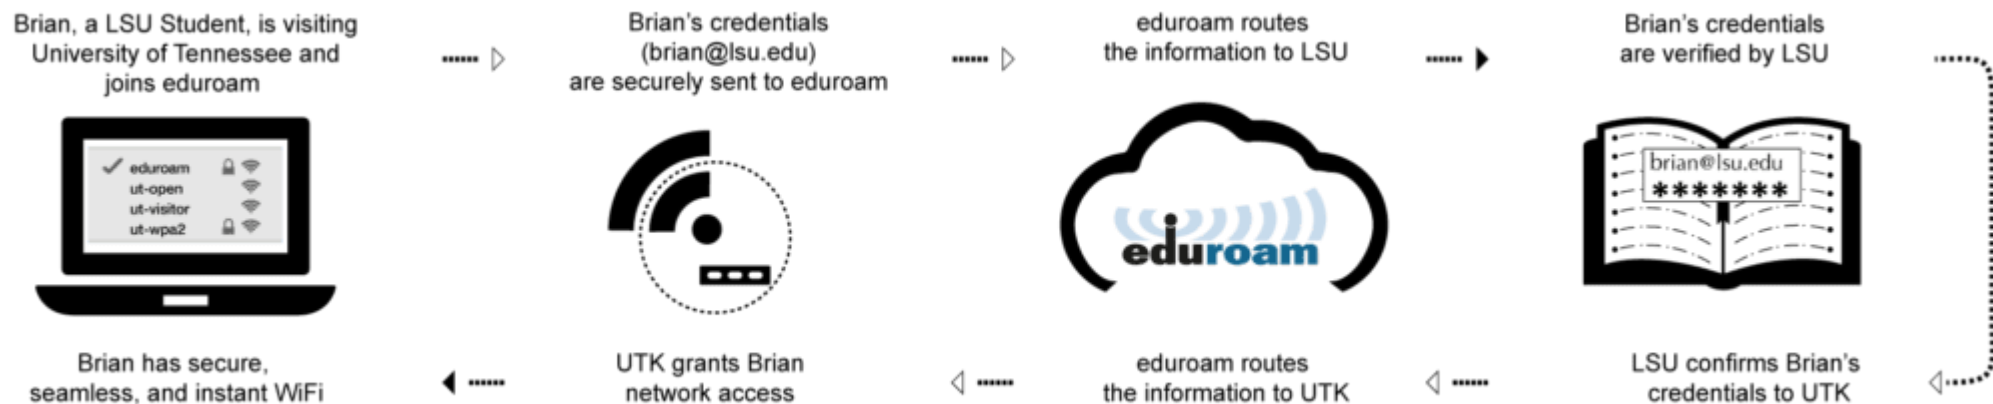 Brian, a LSU Student, is visiting
University of Tennessee and
joins eduroam
Brian's credentials
(brian@lsu.edu)
are securely sent to eduroam
eduroam routes
the information to LSU
Brian's credentials
are verified by LSU
eduroam
ut-open
ut-visitor
ut-wpa2
eduroam
brian@lsu.edu
*******
LSU confirms Brian's
credentials to UTK
eduroam routes
the information to UTK
UTK grants Brian
network access
Brian has secure,
seamless, and instant WiFi